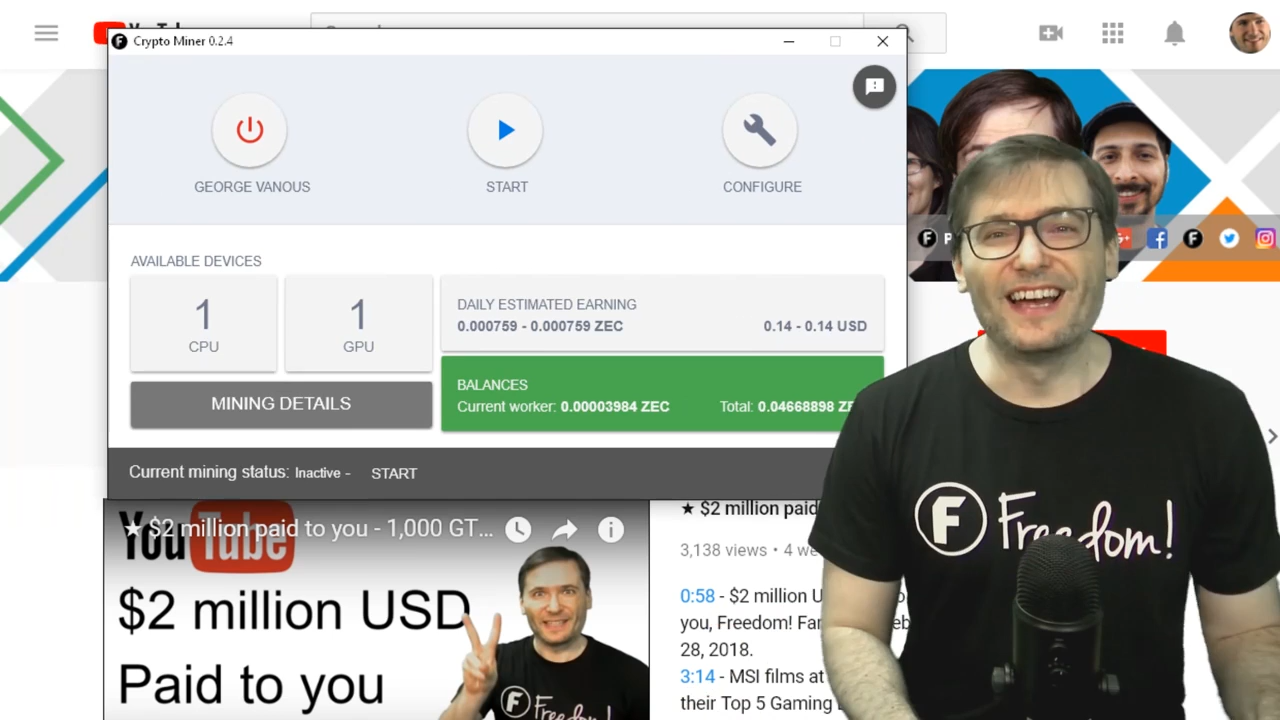 Crypto Miner 0.2.4
GEORGE VANOUS
START
CONFIGURE
AVAILABLE DEVICES
1
CPU
1
GPU
DAILY ESTIMATED EARNING
0.000759 - 0.000759 ZEC
0.14 - 0.14 USD
MINING DETAILS
BALANCES
Current worker: 0.00003984 ZEC
Total: 0.04668898
Current mining status: Inactive -
START
★ $2 million paid to you - 1,000 GT...
YouTube
$2 million USD
Paid to you
F Freedom!
★ $2 million paid
3,138 views • 4
0:58 - $2 million
you, Freedom!
28, 2018.
3:14 - MSI films at
their Top 5 Gaming
F Freedom!